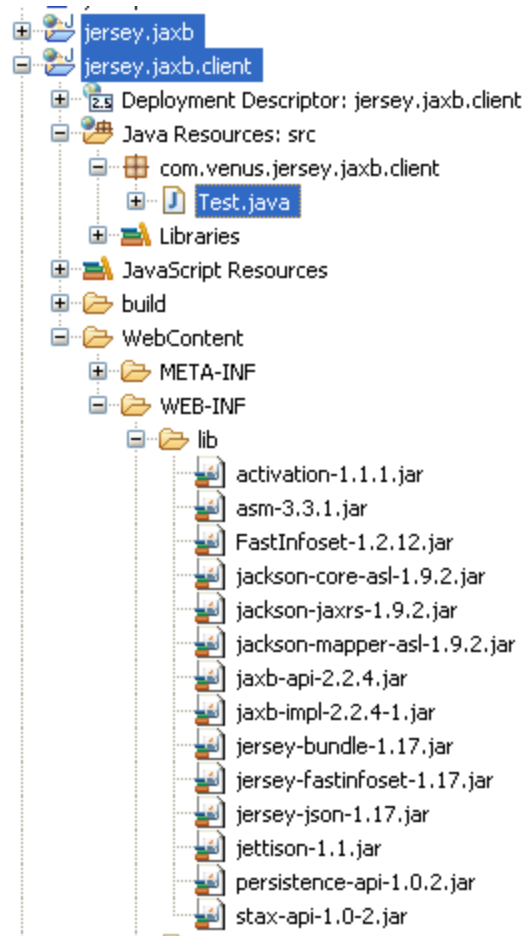 jersey.jaxb
jersey.jaxb.client
2.5 Deployment Descriptor: jersey.jaxb.client
Java Resources: src
com.venus.jersey.jaxb.client
J Test.java
Libraries
JavaScript Resources
build
WebContent
META-INF
WEB-INF
lib
activation-1.1.1.jar
asm-3.3.1.jar
FastInfoset-1.2.12.jar
jackson-core-asl-1.9.2.jar
jackson-jaxrs-1.9.2.jar
jackson-mapper-asl-1.9.2.jar
jaxb-api-2.2.4.jar
jaxb-impl-2.2.4-1.jar
jersey-bundle-1.17.jar
jersey-fastinfoset-1.17.jar
jersey-json-1.17.jar
jettison-1.1.jar
persistence-api-1.0.2.jar
stax-api-1.0-2.jar